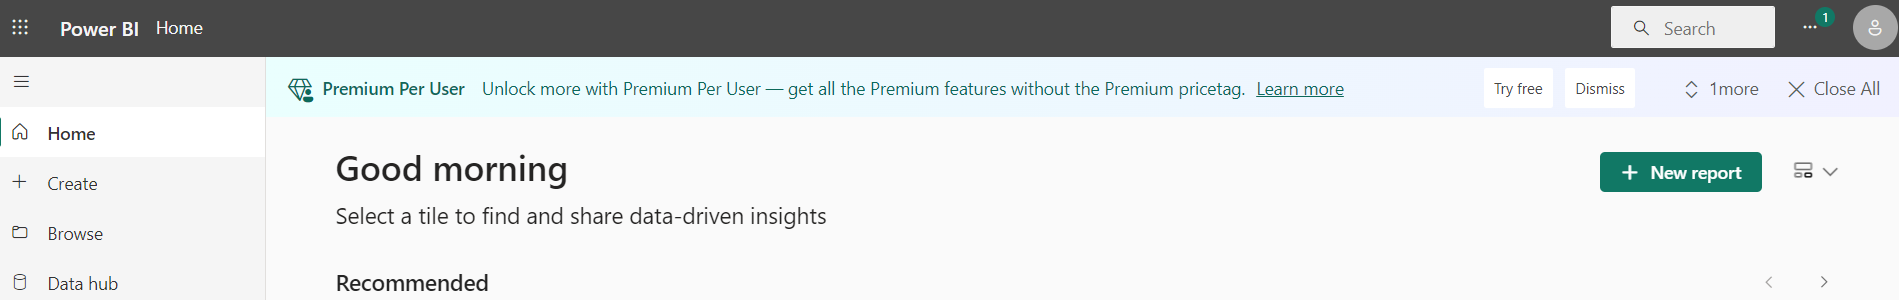 Power BI Home
Search
1
Premium Per User Unlock more with Premium Per User — get all the Premium features without the Premium pricetag. Learn more
Try free
Dismiss
1more
Close All
Home
Create
Browse
Data hub
Good morning
Select a tile to find and share data-driven insights
+ New report
Recommended